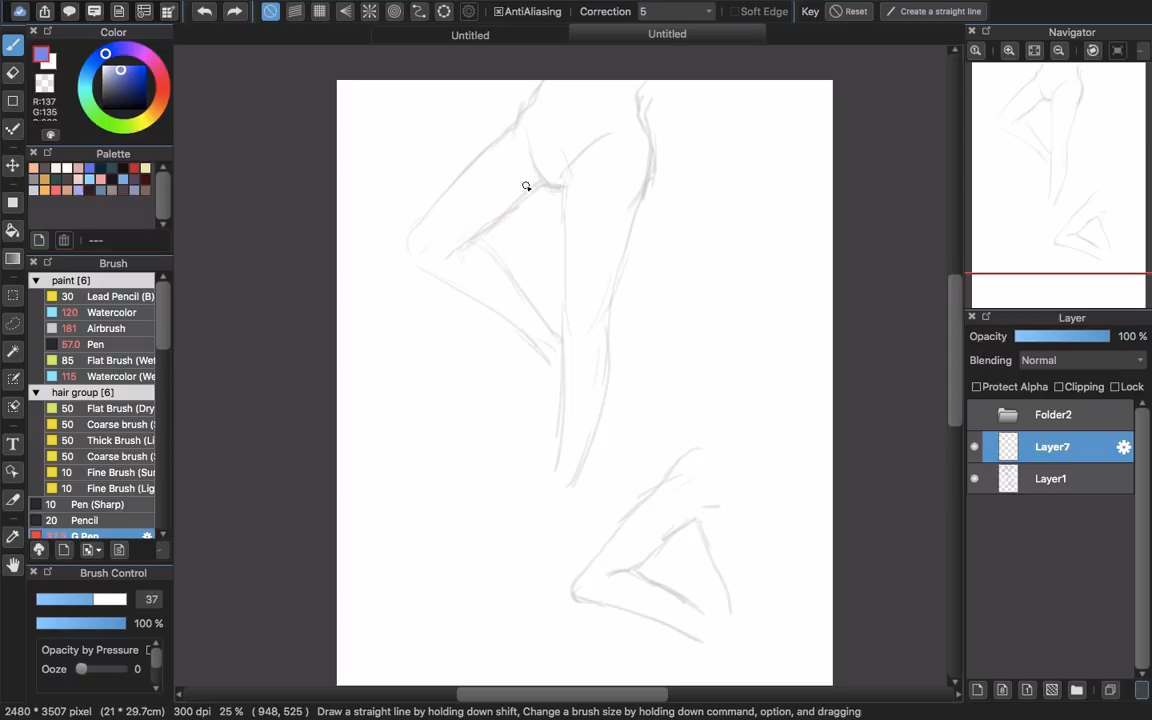 AntiAliasing Correction 5 Soft Edge Key Reset Create a straight line
Untitled Untitled
Color
R:137
G:135
Palette
---
Brush
paint [6]
30 Lead Pencil (B)
120 Watercolor
181 Airbrush
57.0 Pen
85 Flat Brush (Wet
115 Watercolor (We
hair group [6]
50 Flat Brush (Dry
50 Coarse brush (
50 Thick Brush (Li
50 Coarse brush (
10 Fine Brush (Sur
10 Fine Brush (Lig
10 Pen (Sharp)
20 Pencil
G Pen
Brush Control
37
100 %
Opacity by Pressure
Ooze 0
Navigator
Layer
Opacity 100 %
Blending Normal
Protect Alpha Clipping Lock
Folder2
Layer7
Layer1
2480 * 3507 pixel (21 * 29.7cm) 300 dpi 25 % ( 948, 525 ) Draw a straight line by holding down shift, Change a brush size by holding down command, option, and dragging